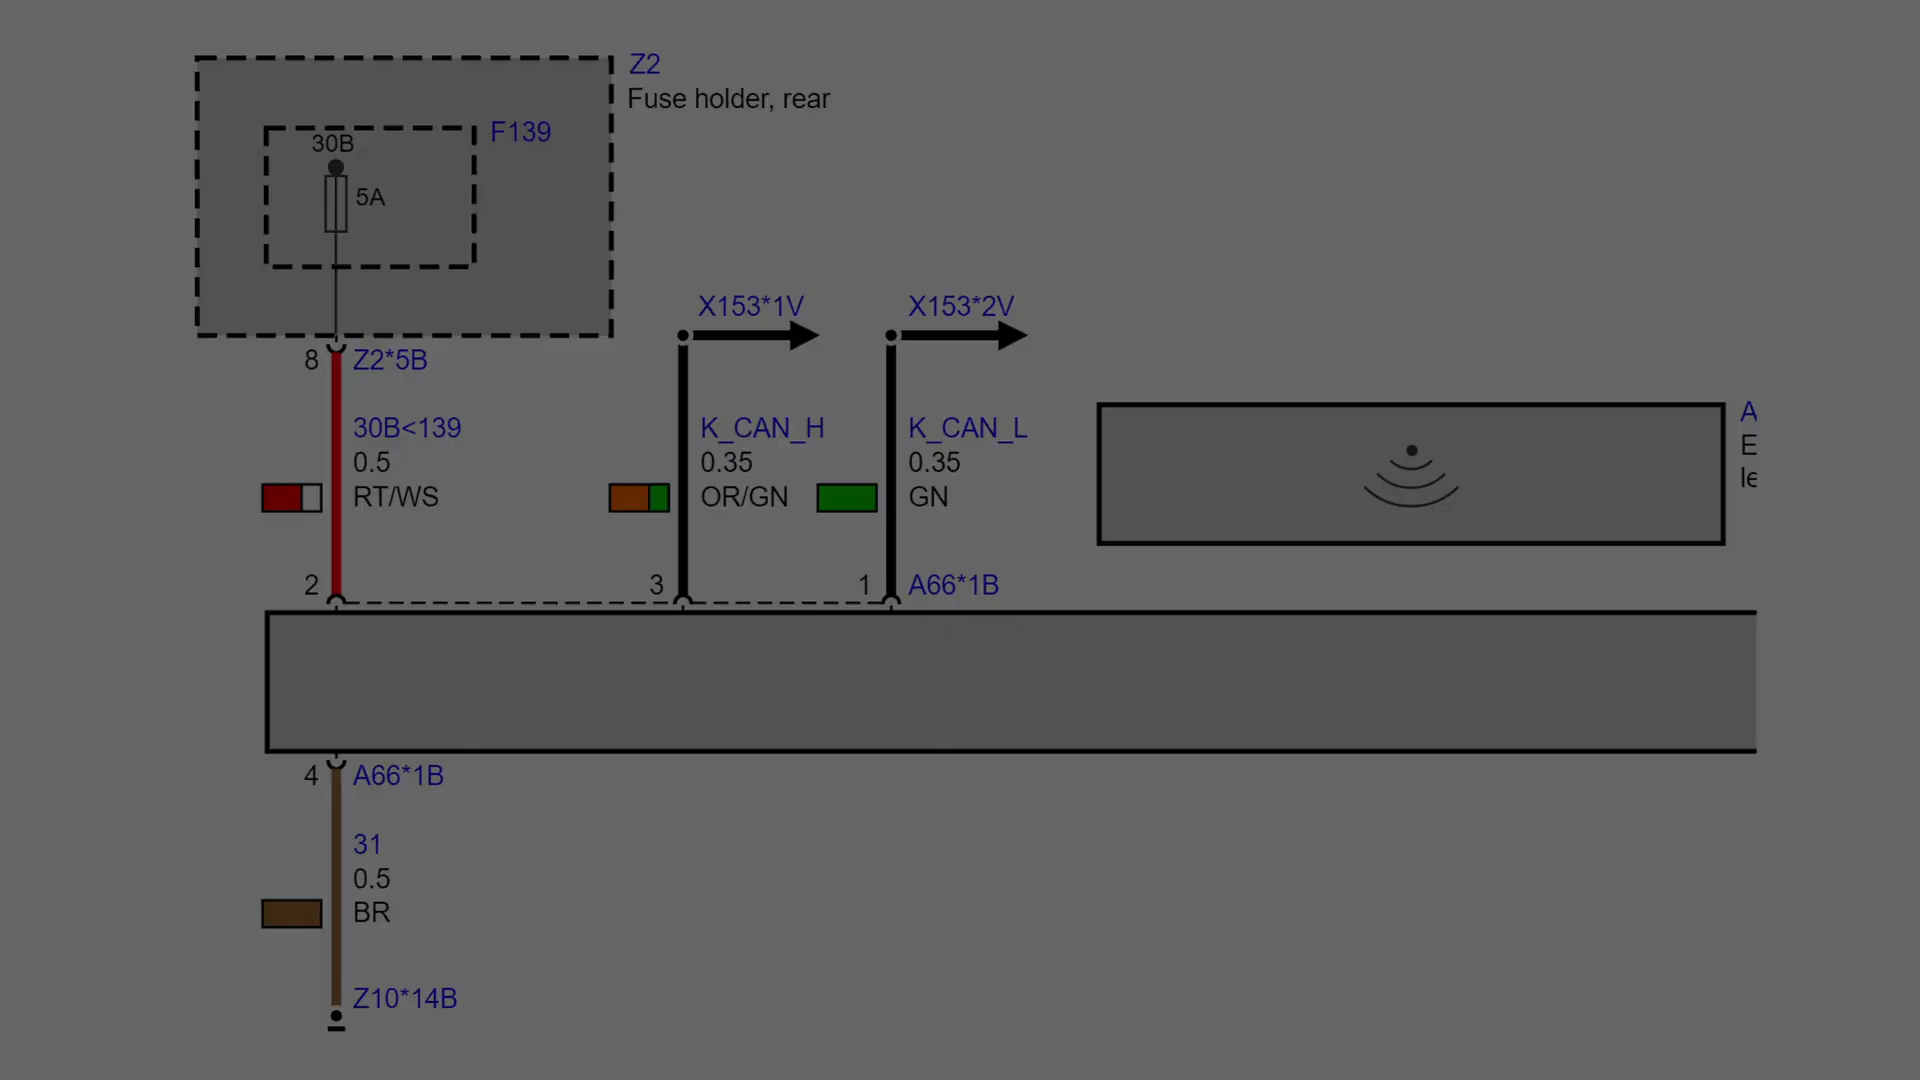 Z2
Fuse holder, rear
F139
30B
5A
X153*1V
X153*2V
8
Z2*5B
30B<139
0.5
RT/WS
K_CAN_H
0.35
OR/GN
K_CAN_L
0.35
GN
A
E
le
2
3
1
A66*1B
4
A66*1B
31
0.5
BR
Z10*14B